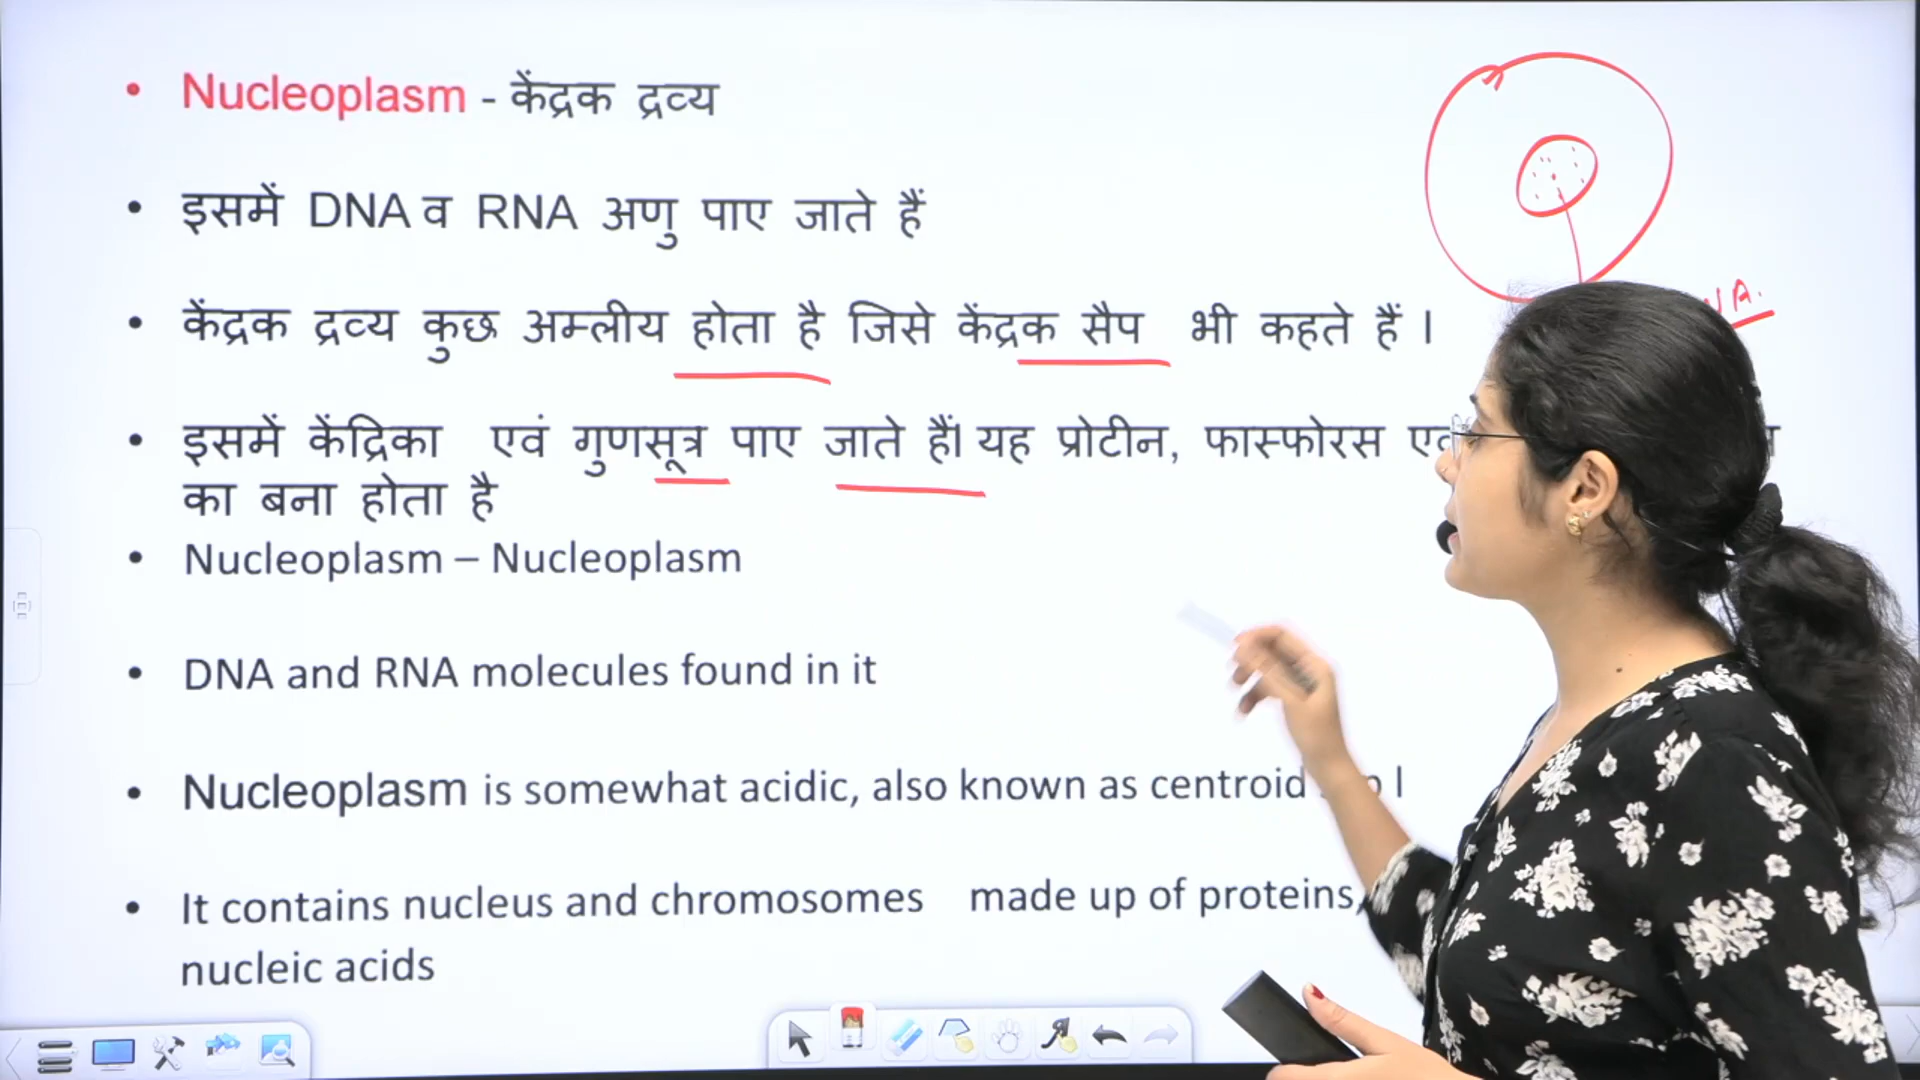 Nucleoplasm - केंद्रक द्रव्य
इसमें DNA व RNA अणु पाए जाते हैं
केंद्रक द्रव्य कुछ अम्लीय होता है जिसे केंद्रक सैप भी कहते हैं ।
इसमें केंद्रिका एवं गुणसूत्र पाए जाते हैं। यह प्रोटीन, फास्फोरस
का बना होता है
Nucleoplasm – Nucleoplasm
DNA and RNA molecules found in it
Nucleoplasm is somewhat acidic, also known as centroid l
It contains nucleus and chromosomes made up of proteins,
nucleic acids